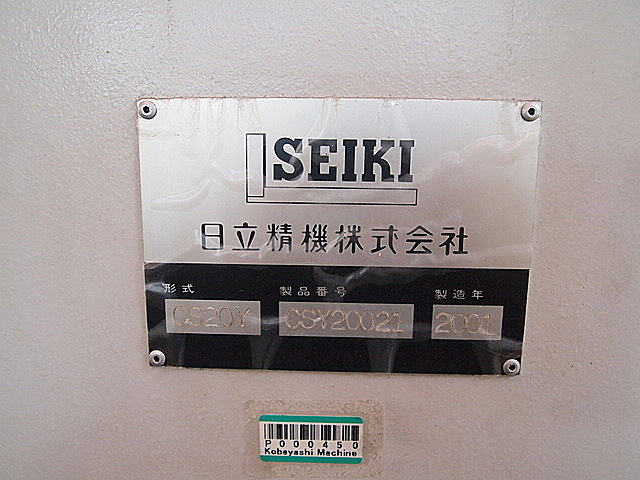 SEIKI
日立精機株式会社
形式 製品番号 製造年
CS20Y CSY20021 2001
P000450
Kobayashi Machine